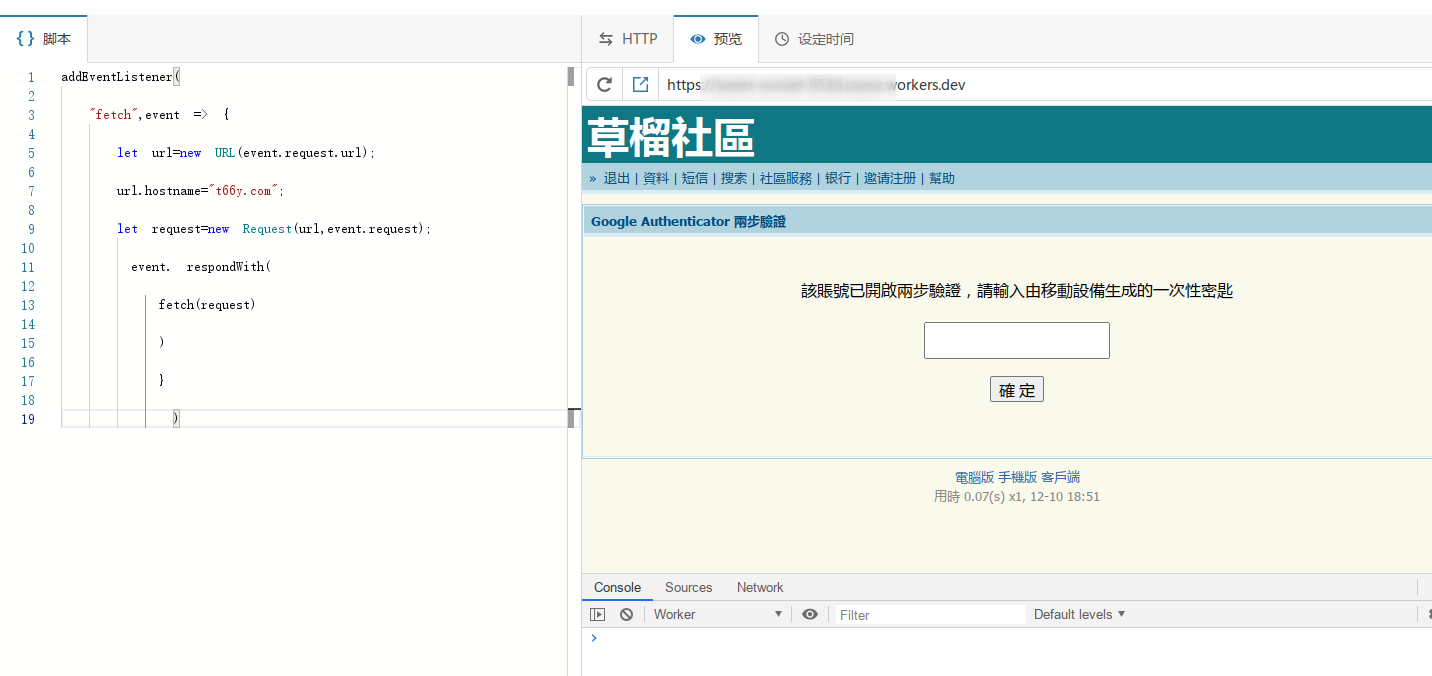 {} 脚本
1 addEventListener(
2
3 "fetch",event => {
4
5 let url=new URL(event.request.url);
6
7 url.hostname="t66y.com";
8
9 let request=new Request(url,event.request);
10
11 event. respondWith(
12
13 fetch(request)
14
15 )
16
17 }
18
19 )
HTTP 预览 设定时间
https workers.dev
草榴社區
» 退出 | 資料 | 短信 | 搜索 | 社區服務 | 银行 | 邀请注册 | 幫助
Google Authenticator 兩步驗證
該賬號已開啟兩步驗證，請輸入由移動設備生成的一次性密匙
確 定
電腦版 手機版 客戶端
用時 0.07(s) x1, 12-10 18:51
Console Sources Network
Worker ▼ Filter Default levels ▼
›